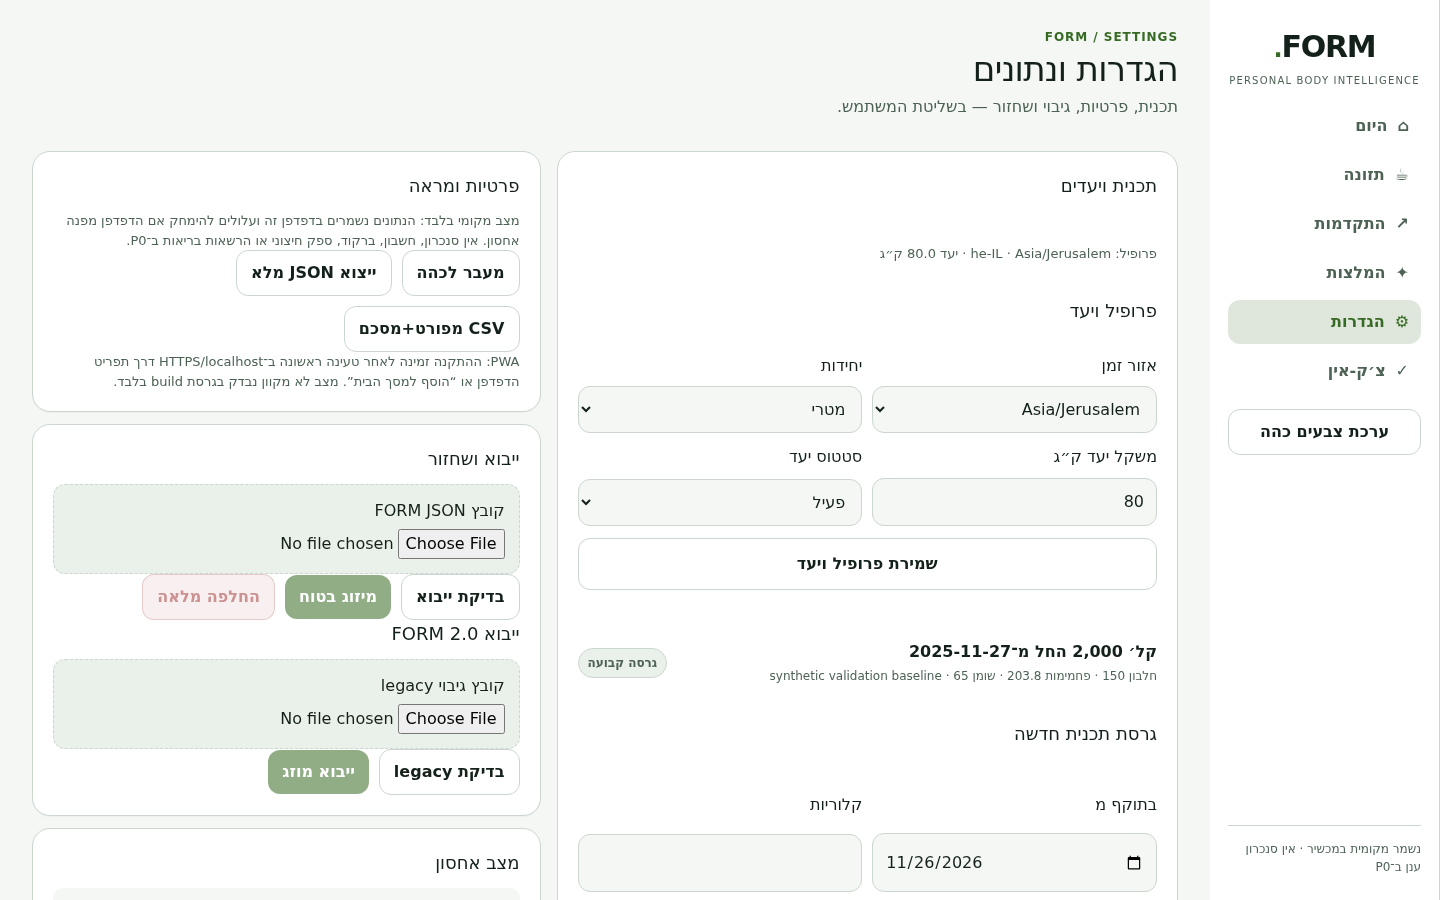 FORM.
PERSONAL BODY INTELLIGENCE
⌂ היום
☕ תזונה
↗ התקדמות
✦ המלצות
⚙ הגדרות
✓ צ׳ק-אין
ערכת צבעים כהה
נשמר מקומית במכשיר · אין סנכרון
ענן ב־P0
FORM / SETTINGS
הגדרות ונתונים
תכנית, פרטיות, גיבוי ושחזור — בשליטת המשתמש.
תכנית ויעדים
פרופיל: he-IL · Asia/Jerusalem · יעד 80.0 ק״ג
פרופיל ויעד
אזור זמן
יחידות
Asia/Jerusalem
מטרי
משקל יעד ק״ג
סטטוס יעד
80
פעיל
שמירת פרופיל ויעד
קל׳ 2,000 החל מ־2025-11-27
חלבון 150 · פחמימות 203.8 · שומן 65 · synthetic validation baseline
גרסה קבועה
גרסת תכנית חדשה
בתוקף מ
קלוריות
11/26/2026
פרטיות ומראה
מצב מקומי בלבד: הנתונים נשמרים בדפדפן זה ועלולים להימחק אם הדפדפן מפנה
אחסון. אין סנכרון, חשבון, ברקוד, ספק חיצוני או הרשאות בריאות ב־P0.
מעבר לכהה
ייצוא JSON מלא
CSV מפורט+מסכם
PWA: ההתקנה זמינה לאחר טעינה ראשונה ב־HTTPS/localhost דרך תפריט
הדפדפן או “הוסף למסך הבית”. מצב לא מקוון נבדק בגרסת build בלבד.
ייבוא ושחזור
קובץ FORM JSON
Choose File No file chosen
בדיקת ייבוא
מיזוג בטוח
החלפה מלאה
ייבוא FORM 2.0
קובץ גיבוי legacy
Choose File No file chosen
בדיקת legacy
ייבוא מוזג
מצב אחסון